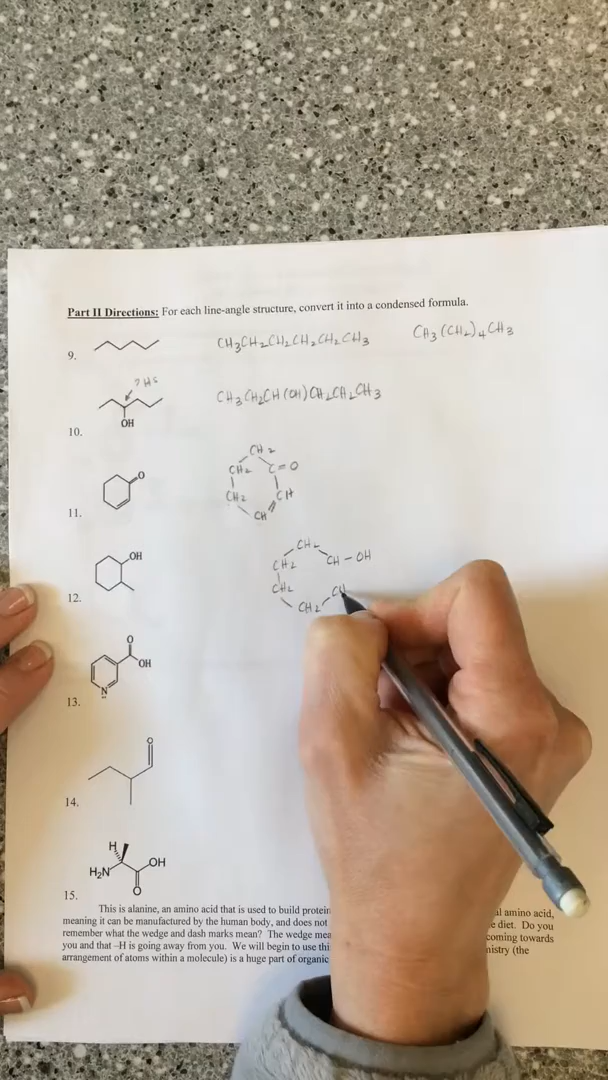 Part II Directions: For each line-angle structure, convert it into a condensed formula.
9. CH3CH2CH2CH2CH2CH3 CH3(CH2)4CH3
OH
10. CH3CH2CH(OH)CH2CH2CH3
CH2
O CH2 C=O
CH2 CH
11. CH
CH2
OH CH2 CH-OH
CH2 CH
12. CH2
O
OH
N
13.
O
14.
H
OH
H2N
O
15.
This is alanine, an amino acid that is used to build protein al amino acid,
meaning it can be manufactured by the human body, and does not e diet. Do you
remember what the wedge and dash marks mean? The wedge mea coming towards
you and that –H is going away from you. We will begin to use thi nistry (the
arrangement of atoms within a molecule) is a huge part of organic